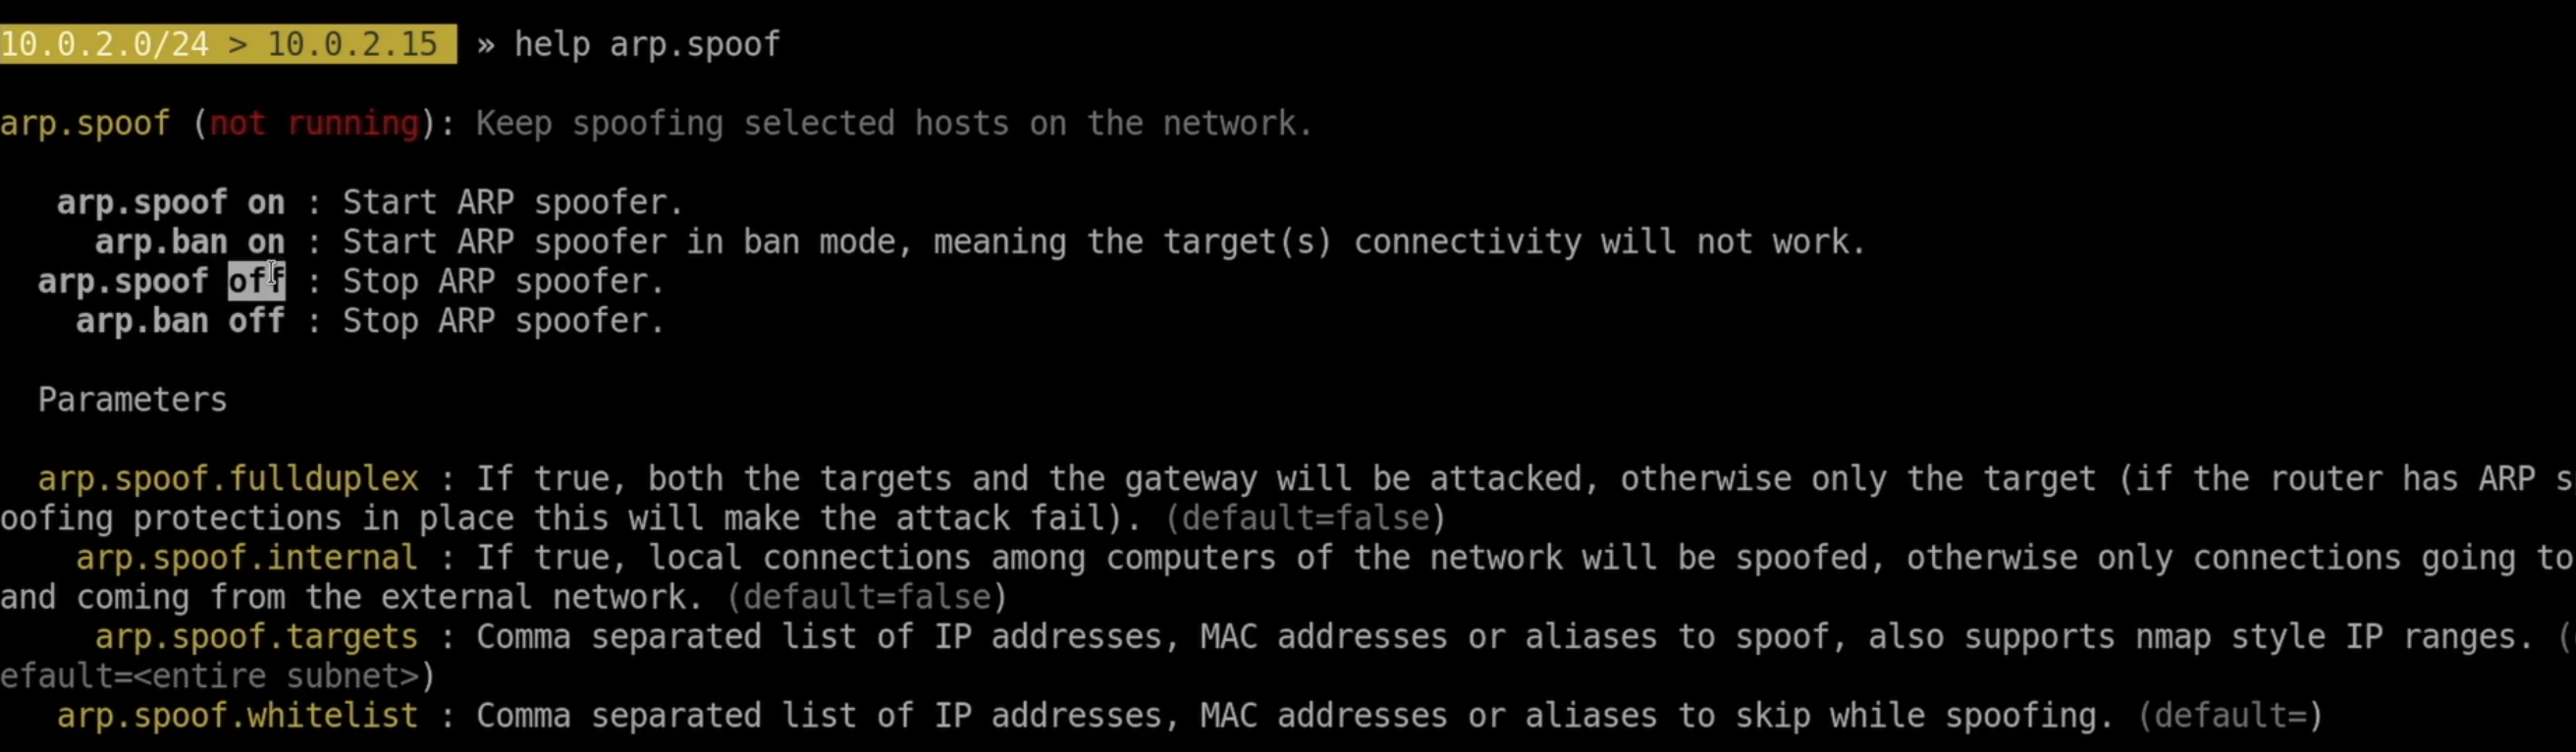 10.0.2.0/24 > 10.0.2.15 » help arp.spoof
arp.spoof (not running): Keep spoofing selected hosts on the network.
arp.spoof on : Start ARP spoofer.
arp.ban on : Start ARP spoofer in ban mode, meaning the target(s) connectivity will not work.
arp.spoof off : Stop ARP spoofer.
arp.ban off : Stop ARP spoofer.
Parameters
arp.spoof.fullduplex : If true, both the targets and the gateway will be attacked, otherwise only the target (if the router has ARP s
oofing protections in place this will make the attack fail). (default=false)
arp.spoof.internal : If true, local connections among computers of the network will be spoofed, otherwise only connections going to
and coming from the external network. (default=false)
arp.spoof.targets : Comma separated list of IP addresses, MAC addresses or aliases to spoof, also supports nmap style IP ranges. (
efault=<entire subnet>)
arp.spoof.whitelist : Comma separated list of IP addresses, MAC addresses or aliases to skip while spoofing. (default=)